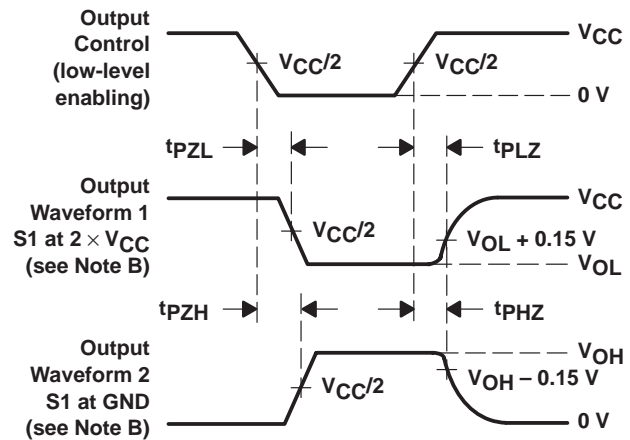 Output
Control
(low-level
enabling)
VCC/2
VCC/2
VCC
0 V
tPZL
tPLZ
Output
Waveform 1
S1 at 2 × VCC
(see Note B)
VCC/2
VCC
VOL + 0.15 V
VOL
tPZH
tPHZ
Output
Waveform 2
S1 at GND
(see Note B)
VCC/2
VOH
VOH – 0.15 V
0 V